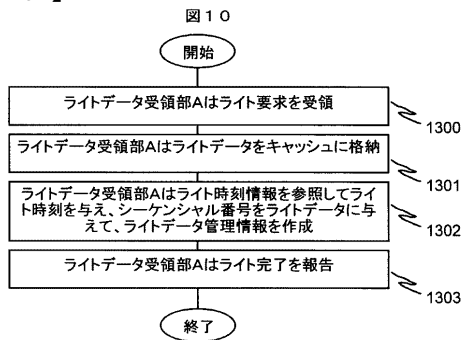 図１０
開始
ライトデータ受領部Aはライト要求を受領
1300
ライトデータ受領部Aはライトデータをキャッシュに格納
1301
ライトデータ受領部Aはライト時刻情報を参照してライ
ト時刻を与え、シーケンシャル番号をライトデータに与
えて、ライトデータ管理情報を作成
1302
ライトデータ受領部Aはライト完了を報告
1303
終了